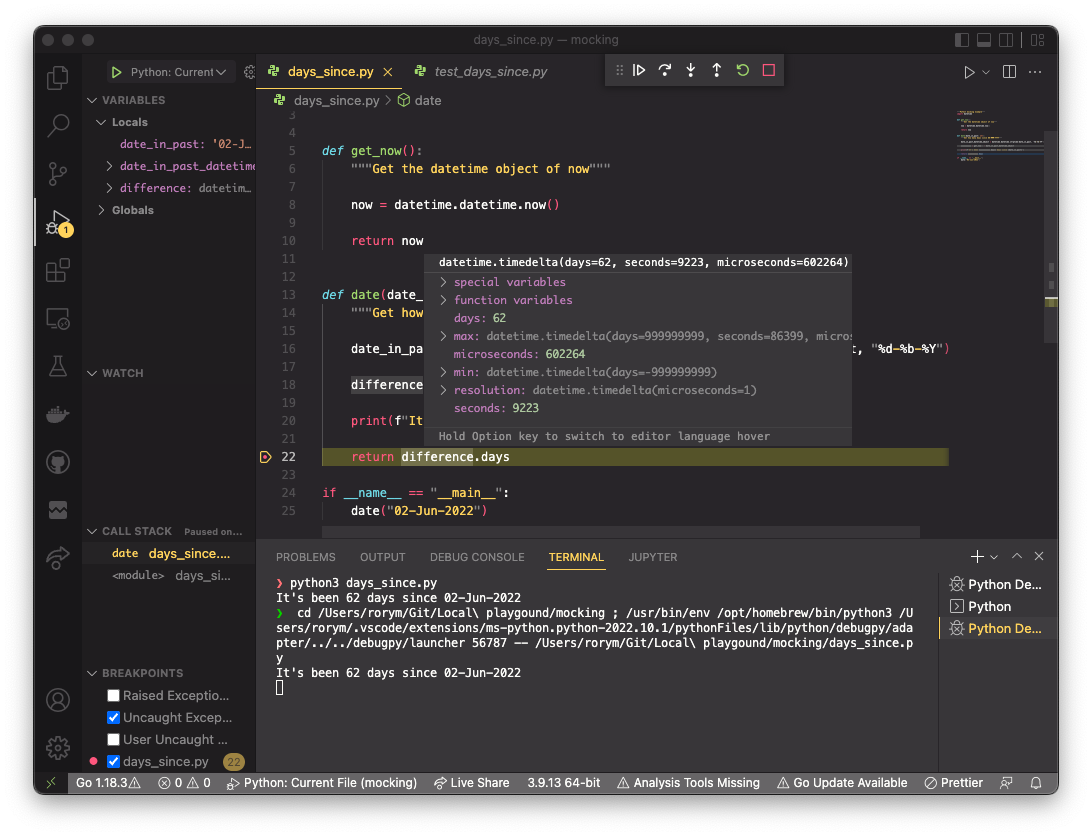 days_since.py — mocking
Python: Current
days_since.py
test_days_since.py
VARIABLES
Locals
date_in_past: '02-J…
date_in_past_datetime
difference: datetim…
Globals
WATCH
CALL STACK Paused on…
date days_since.…
<module> days_si…
BREAKPOINTS
Raised Exceptio…
Uncaught Excep…
User Uncaught …
days_since.py 22
1
days_since.py > date
3
4
5 def get_now():
6 """Get the datetime object of now"""
7
8 now = datetime.datetime.now()
9
10 return now
11
12
13 def date(date_
14 """Get how
15
16 date_in_pa t, "%d-%b-%Y")
17
18 difference
19
20 print(f"It
21
22 return difference.days
23
24 if __name__ == "__main__":
25 date("02-Jun-2022")
datetime.timedelta(days=62, seconds=9223, microseconds=602264)
special variables
function variables
days: 62
max: datetime.timedelta(days=999999999, seconds=86399, micros
microseconds: 602264
min: datetime.timedelta(days=-999999999)
resolution: datetime.timedelta(microseconds=1)
seconds: 9223
Hold Option key to switch to editor language hover
PROBLEMS OUTPUT DEBUG CONSOLE TERMINAL JUPYTER
❯ python3 days_since.py
It's been 62 days since 02-Jun-2022
❯ cd /Users/rorym/Git/Local\ playgound/mocking ; /usr/bin/env /opt/homebrew/bin/python3 /U
sers/rorym/.vscode/extensions/ms-python.python-2022.10.1/pythonFiles/lib/python/debugpy/ada
pter/../../debugpy/launcher 56787 -- /Users/rorym/Git/Local\ playgound/mocking/days_since.p
y
It's been 62 days since 02-Jun-2022
Python De…
Python
Python De…
Go 1.18.3 0 0 Python: Current File (mocking) Live Share 3.9.13 64-bit Analysis Tools Missing Go Update Available Prettier